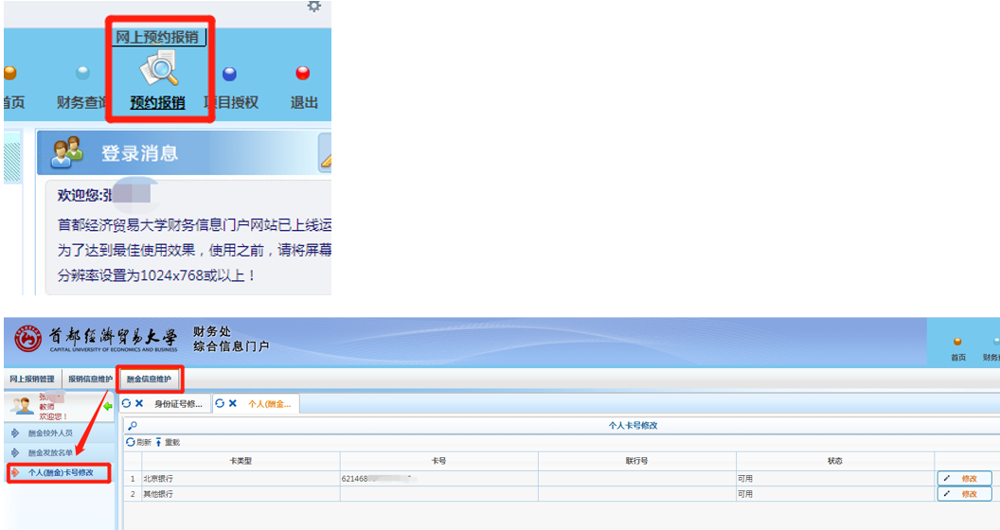 网上预约报销
首页
财务查询
预约报销
项目授权
退出
登录消息
欢迎您:张
首都经济贸易大学财务信息门户网站已上线运
为了达到最佳使用效果，使用之前，请将屏幕
分辨率设置为1024x768或以上！
首都經濟貿易大學
CAPITAL UNIVERSITY OF ECONOMICS AND BUSINESS
财务处
综合信息门户
首页
财务
网上报销管理
报销信息维护
酬金信息维护
张
教师
欢迎您！
身份证号修...
个人(酬金...
酬金校外人员
酬金发放名单
个人(酬金)卡号修改
个人卡号修改
刷新 重载
卡类型 卡号 联行号 状态
1 北京银行 62146 可用 修改
2 其他银行 可用 修改